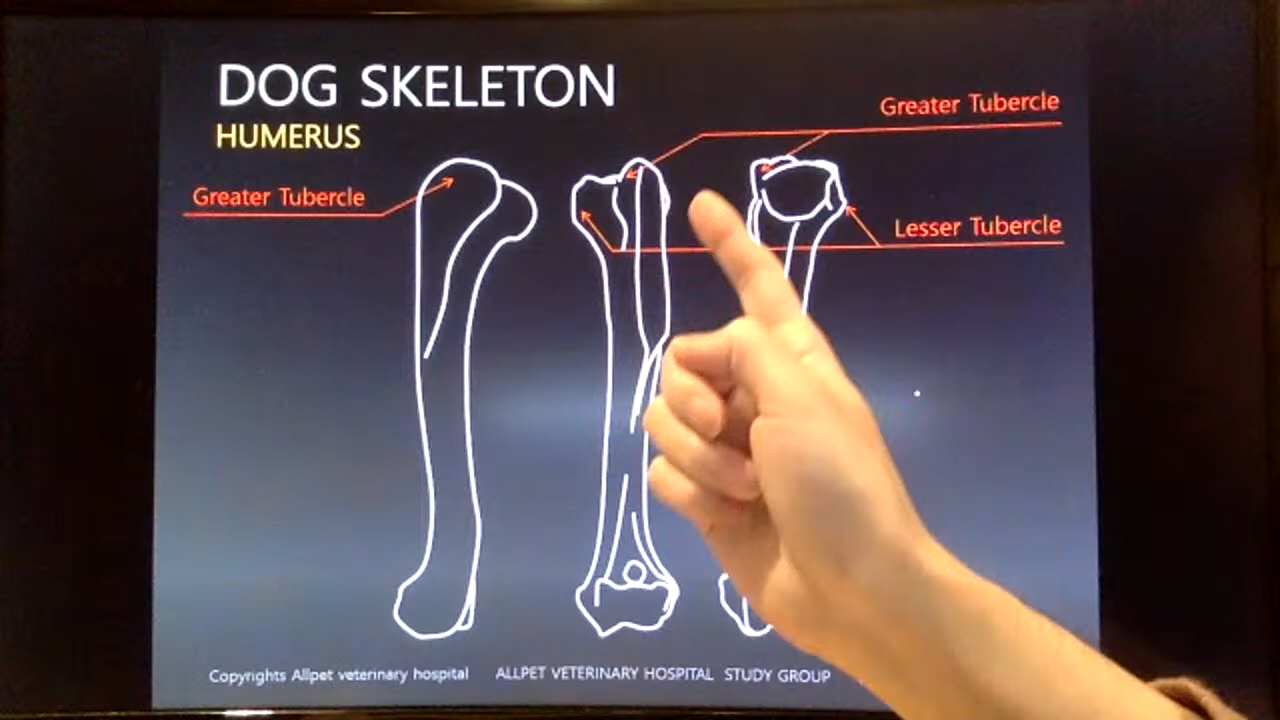 DOG SKELETON
HUMERUS
Greater Tubercle
Greater Tubercle
Lesser Tubercle
Copyrights Allpet veterinary hospital
ALLPET VETERINARY HOSPITAL STUDY GROUP